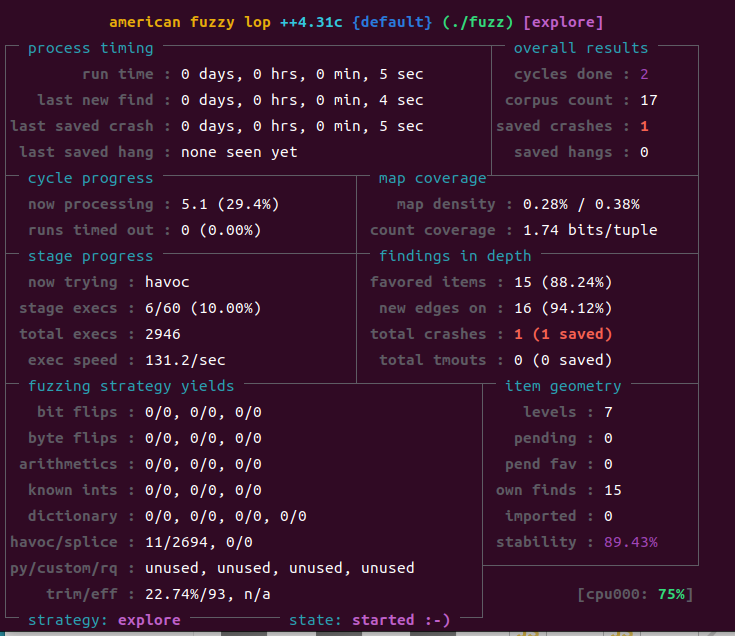 american fuzzy lop ++4.31c {default} (./fuzz) [explore]
process timing overall results
run time : 0 days, 0 hrs, 0 min, 5 sec cycles done : 2
last new find : 0 days, 0 hrs, 0 min, 4 sec corpus count : 17
last saved crash : 0 days, 0 hrs, 0 min, 5 sec saved crashes : 1
last saved hang : none seen yet saved hangs : 0
cycle progress map coverage
now processing : 5.1 (29.4%) map density : 0.28% / 0.38%
runs timed out : 0 (0.00%) count coverage : 1.74 bits/tuple
stage progress findings in depth
now trying : havoc favored items : 15 (88.24%)
stage execs : 6/60 (10.00%) new edges on : 16 (94.12%)
total execs : 2946 total crashes : 1 (1 saved)
exec speed : 131.2/sec total tmouts : 0 (0 saved)
fuzzing strategy yields item geometry
bit flips : 0/0, 0/0, 0/0 levels : 7
byte flips : 0/0, 0/0, 0/0 pending : 0
arithmetics : 0/0, 0/0, 0/0 pend fav : 0
known ints : 0/0, 0/0, 0/0 own finds : 15
dictionary : 0/0, 0/0, 0/0, 0/0 imported : 0
havoc/splice : 11/2694, 0/0 stability : 89.43%
py/custom/rq : unused, unused, unused, unused
trim/eff : 22.74%/93, n/a [cpu000: 75%]
strategy: explore state: started :-)